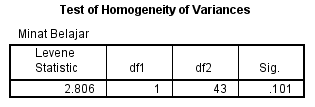 Test of Homogeneity of Variances
Minat Belajar
Levene Statistic df1 df2 Sig.
2.806 1 43 .101